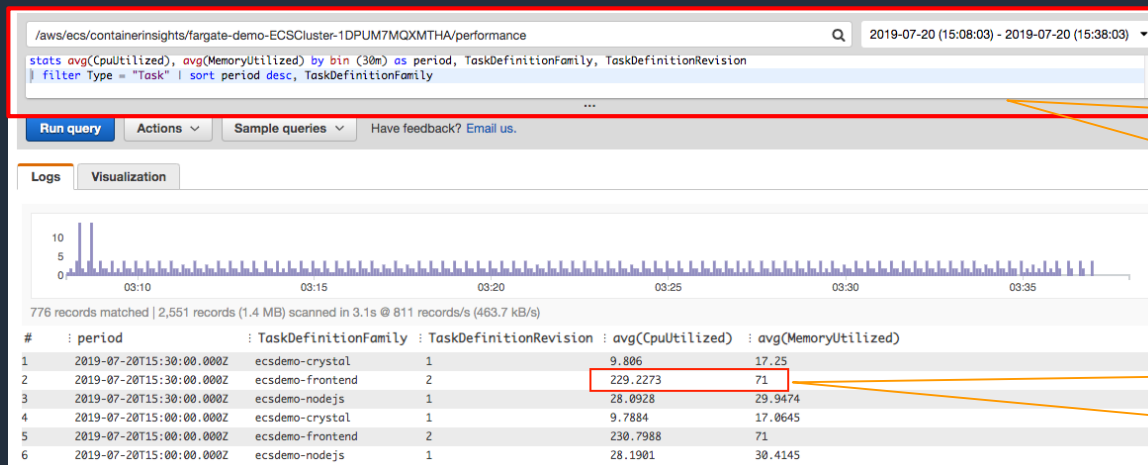 /aws/ecs/containerinsights/fargate-demo-ECSCluster-1DPUM7MQXMTHA/performance 2019-07-20 (15:08:03) - 2019-07-20 (15:38:03)
stats avg(CpuUtilized), avg(MemoryUtilized) by bin (30m) as period, TaskDefinitionFamily, TaskDefinitionRevision
| filter Type = "Task" | sort period desc, TaskDefinitionFamily
Run query Actions Sample queries Have feedback? Email us.
Logs Visualization
10
5
0
03:10 03:15 03:20 03:25 03:30 03:35
776 records matched | 2,551 records (1.4 MB) scanned in 3.1s @ 811 records/s (463.7 kB/s)
# : period : TaskDefinitionFamily : TaskDefinitionRevision : avg(CpuUtilized) : avg(MemoryUtilized)
1 2019-07-20T15:30:00.000Z ecsdemo-crystal 1 9.806 17.25
2 2019-07-20T15:30:00.000Z ecsdemo-frontend 2 229.2273 71
3 2019-07-20T15:30:00.000Z ecsdemo-nodejs 1 28.0928 29.9474
4 2019-07-20T15:00:00.000Z ecsdemo-crystal 1 9.7884 17.0645
5 2019-07-20T15:00:00.000Z ecsdemo-frontend 2 230.7988 71
6 2019-07-20T15:00:00.000Z ecsdemo-nodejs 1 28.1901 30.4145